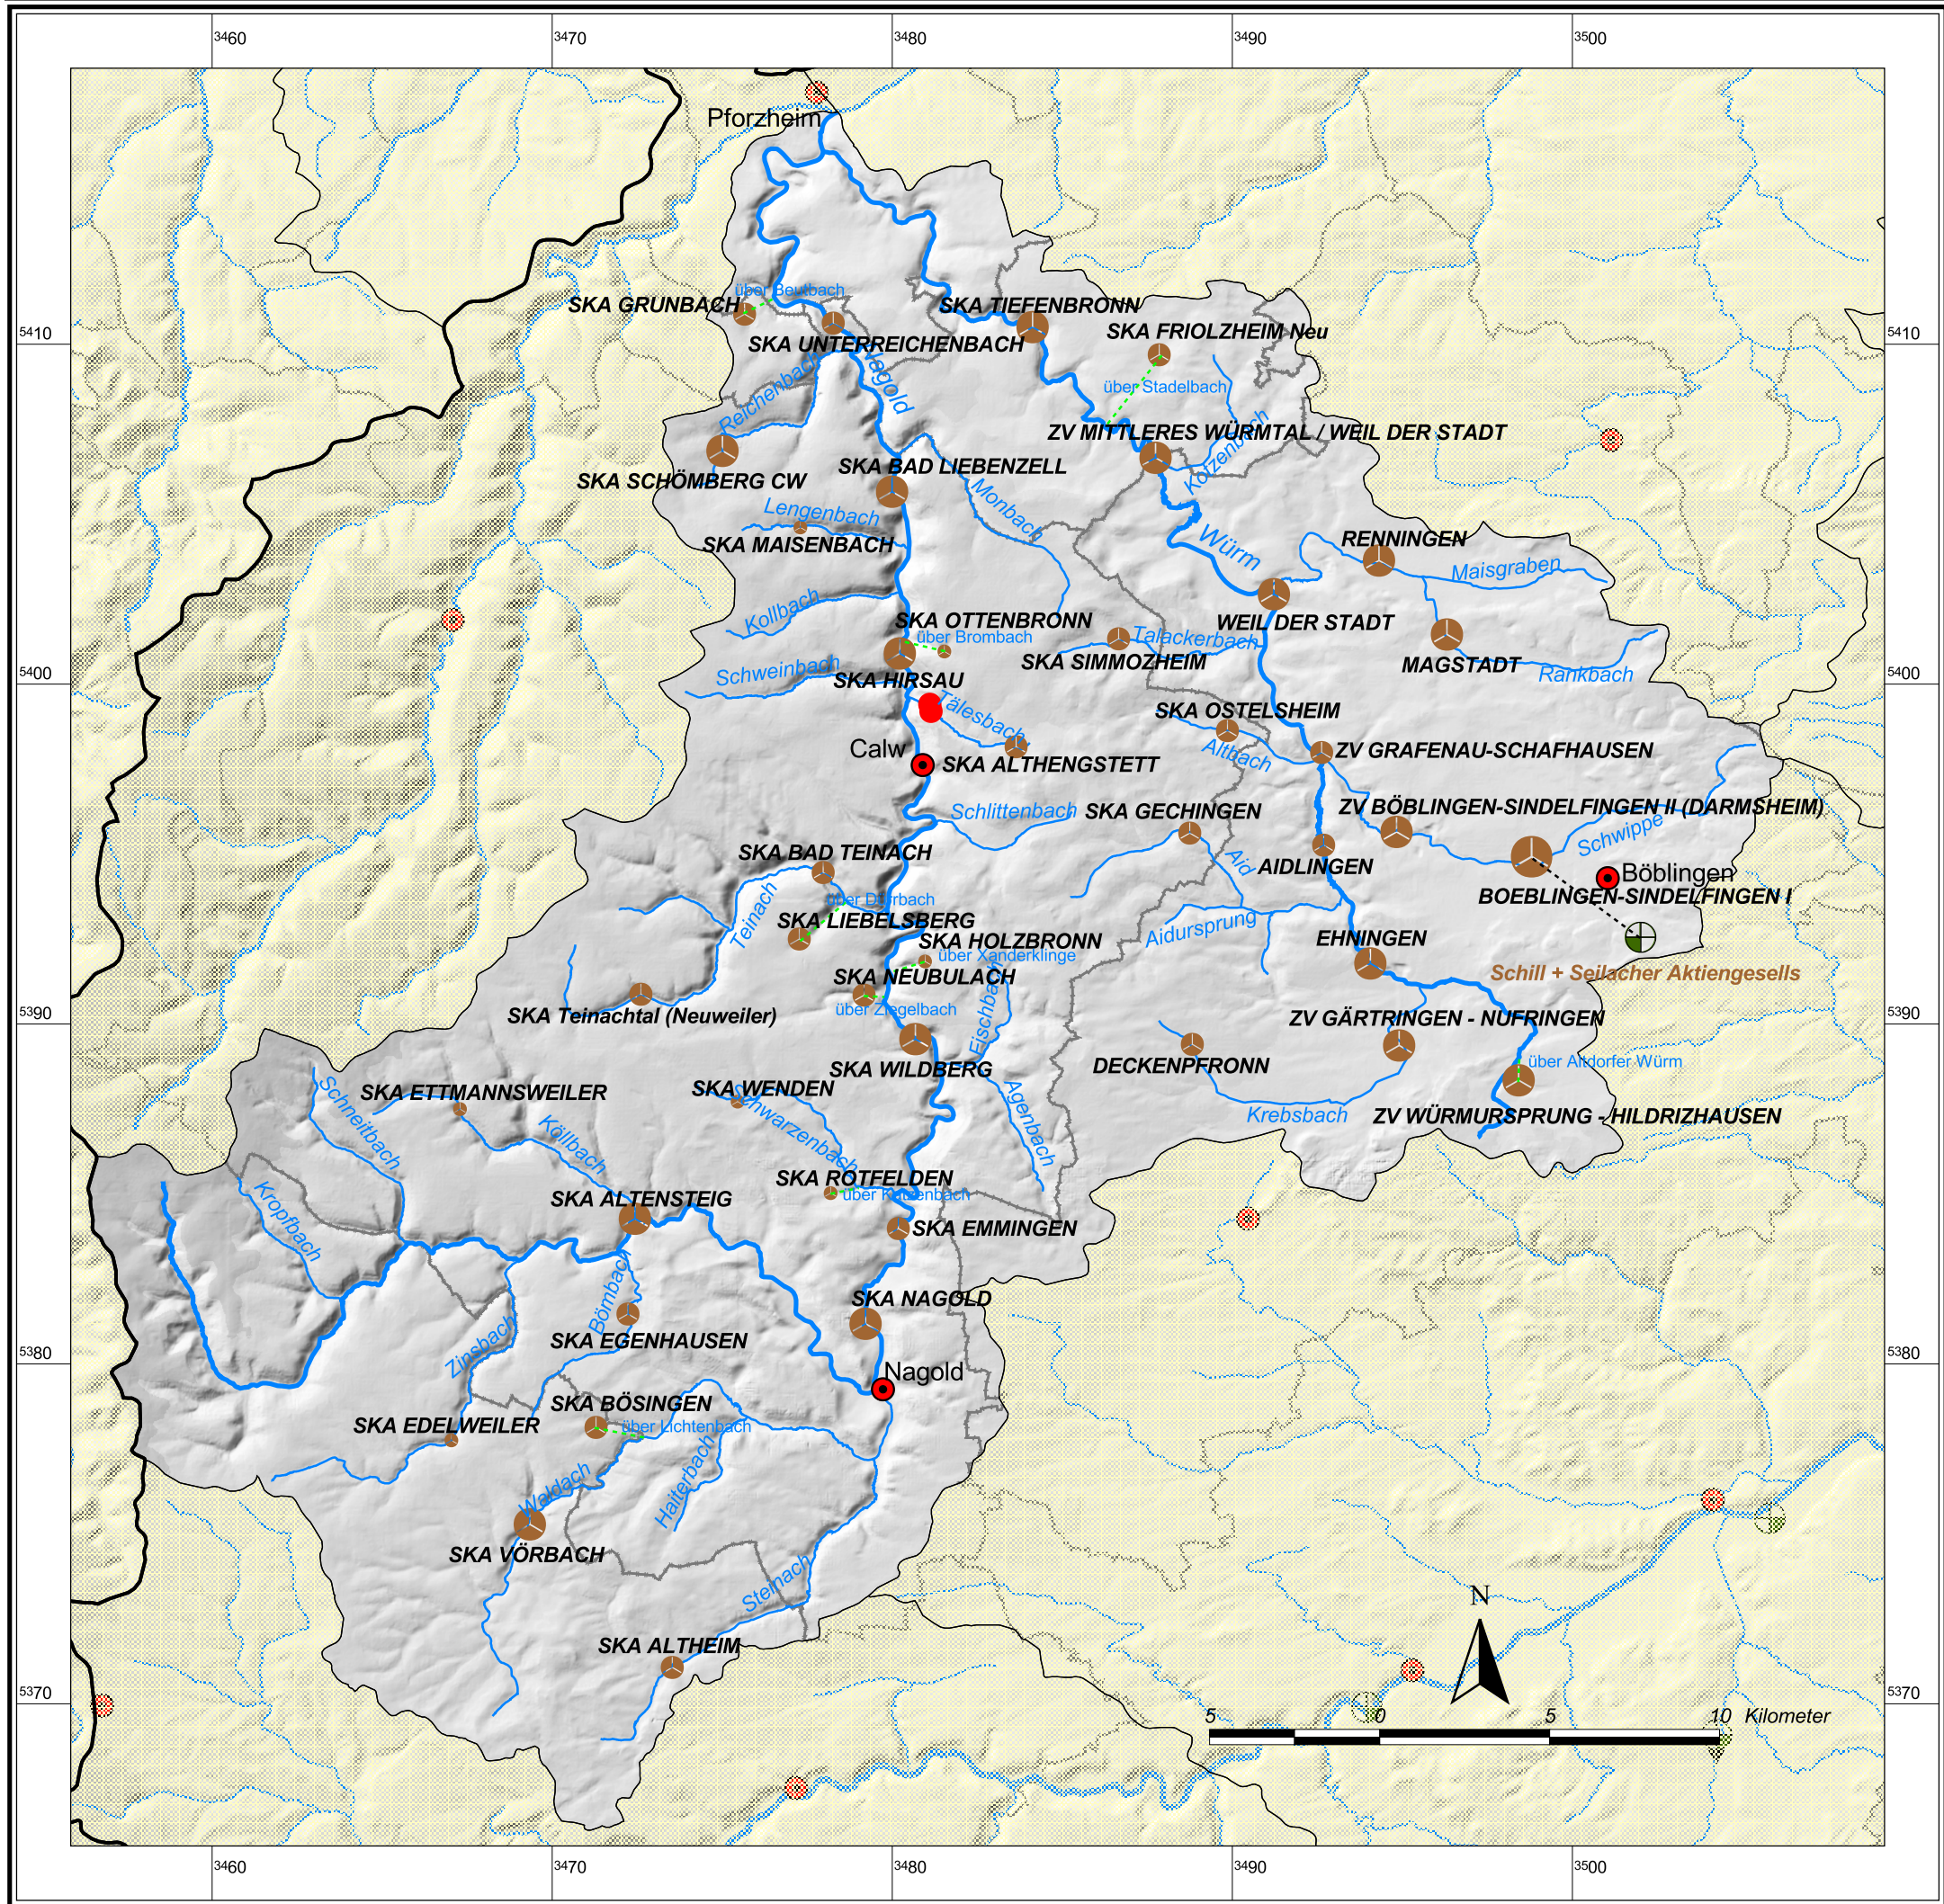 3460
3470
3480
3490
3500
Pforzheim
über Beutbach
SKA GRUNBACH
SKA TIEFENBRONN
5410
SKA UNTERREICHENBACH
SKA FRIOLZHEIM Neu
5410
Nagold
Reichenbach
über Stadelbach
ZV MITTLERES WÜRMTAL / WEIL DER STADT
Kotzenbach
SKA BAD LIEBENZELL
SKA SCHÖMBERG CW
Monbach
Lengenbach
SKA MAISENBACH
Würm
RENNINGEN
Maisgraben
Kollbach
SKA OTTENBRONN
über Brombach
WEIL DER STADT
Talackerbach
SKA SIMMOZHEIM
MAGSTADT
5400
Schweinbach
SKA HIRSAU
Rankbach
5400
Tälesbach
SKA OSTELSHEIM
Calw
Altbach
ZV GRAFENAU-SCHAFHAUSEN
SKA ALTHENGSTETT
Schlittenbach
SKA GECHINGEN
ZV BÖBLINGEN-SINDELFINGEN II (DARMSHEIM)
Schwippe
SKA BAD TEINACH
Aid
AIDLINGEN
Böblingen
BOEBLINGEN-SINDELFINGEN I
über Dürrbach
Teinach
SKA LIEBELSBERG
Aidursprung
SKA HOLZBRONN
EHNINGEN
über Xanderklinge
SKA NEUBULACH
Schill + Seilacher Aktiengesells
über Ziegelbach
SKA Teinachtal (Neuweiler)
ZV GÄRTRINGEN - NUFRINGEN
5390
5390
Eischbach
SKA WILDBERG
DECKENPFRONN
über Altdorfer Würm
SKA ETTMANNSWEILER
SKA WENDEN
Schneitbach
Köllbach
Schwarzenbach
Agenbach
Krebsbach
ZV WÜRMURSPRUNG - HILDRIZHAUSEN
SKA ROTFELDEN
über Katzenbach
Kropfbach
SKA ALTENSTEIG
SKA EMMINGEN
Bömbach
SKA NAGOLD
Zinsbach
SKA EGENHAUSEN
5380
Nagold
5380
SKA BÖSINGEN
SKA EDELWEILER
über Lichtenbach
Waldach
Haiterbach
SKA VÖRBACH
Steinach
N
SKA ALTHEIM
5370
5370
5 0 5 10 Kilometer
3460
3470
3480
3490
3500